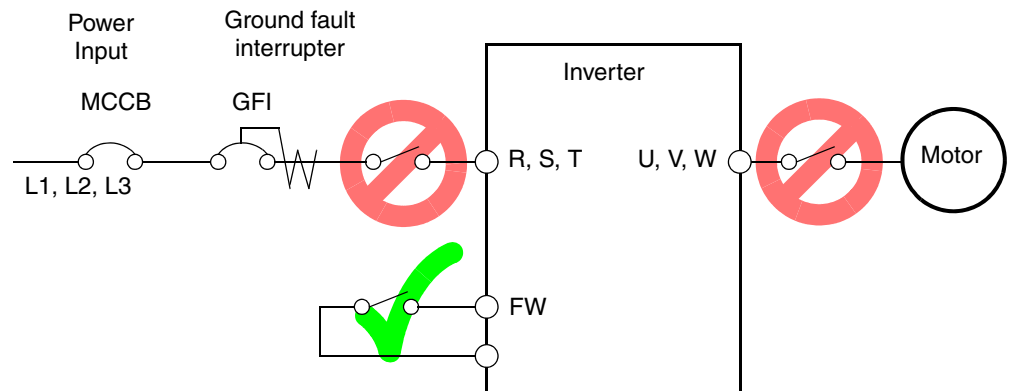 Power
Input
Ground fault
interrupter
Inverter
MCCB
GFI
L1, L2, L3
R, S, T
U, V, W
Motor
FW